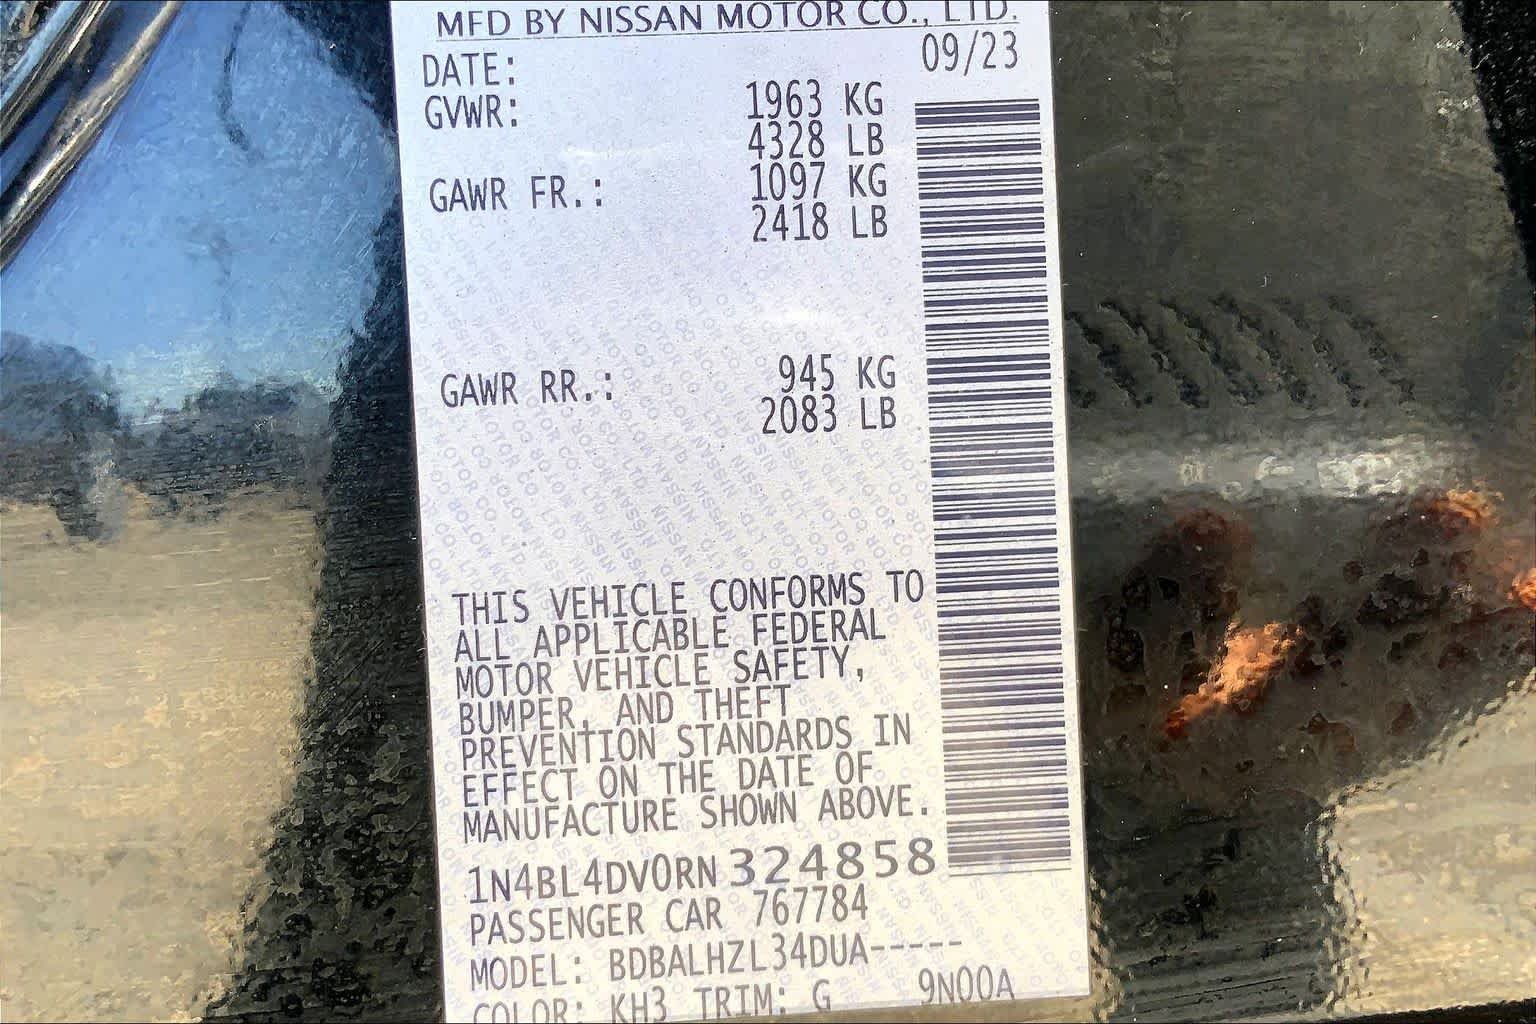 MFD BY NISSAN MOTOR CO., LTD.
DATE: 09/23
GVWR: 1963 KG
4328 LB
GAWR FR.: 1097 KG
2418 LB
GAWR RR.: 945 KG
2083 LB
THIS VEHICLE CONFORMS TO
ALL APPLICABLE FEDERAL
MOTOR VEHICLE SAFETY,
BUMPER, AND THEFT
PREVENTION STANDARDS IN
EFFECT ON THE DATE OF
MANUFACTURE SHOWN ABOVE.
1N4BL4DV0RN324858
PASSENGER CAR 767784
MODEL: BDBALHZL34DUA-----
COLOR: KH3 TRIM: G 9N00A